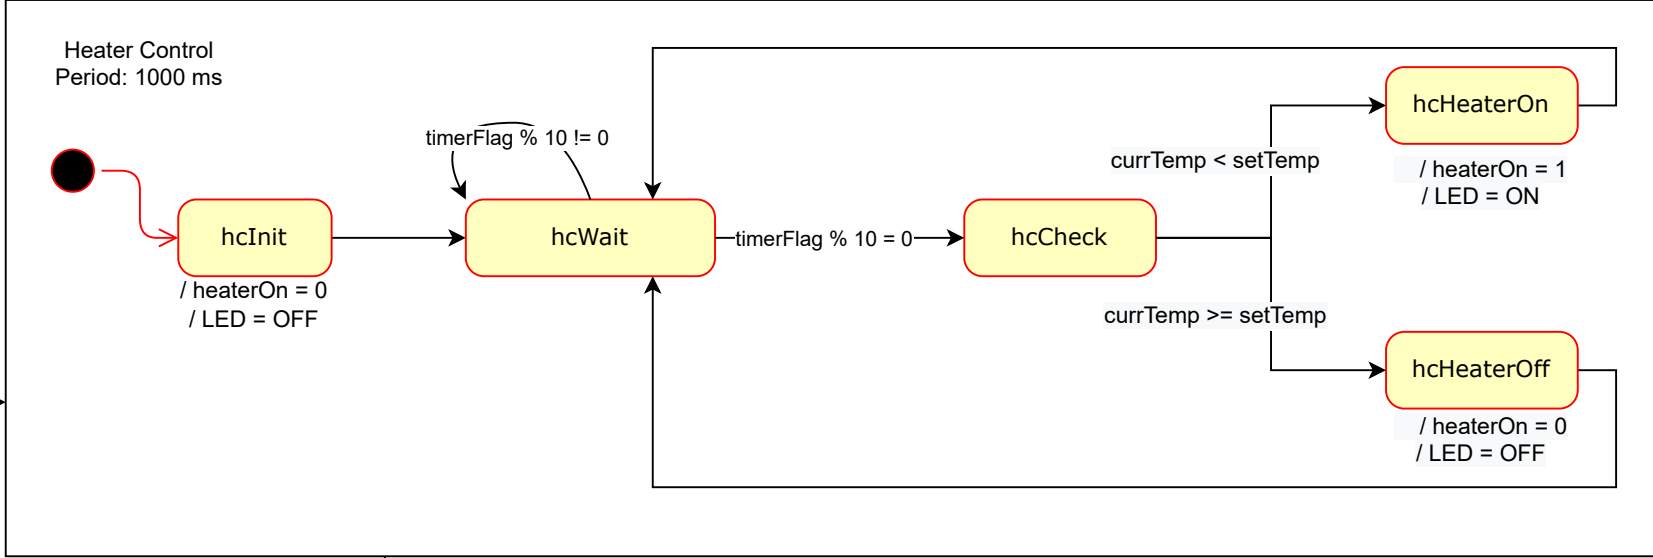 Heater Control
Period: 1000 ms
timerFlag % 10 != 0
hcInit
/ heaterOn = 0
/ LED = OFF
hcWait
timerFlag % 10 = 0
hcCheck
currTemp < setTemp
currTemp >= setTemp
hcHeaterOn
/ heaterOn = 1
/ LED = ON
hcHeaterOff
/ heaterOn = 0
/ LED = OFF